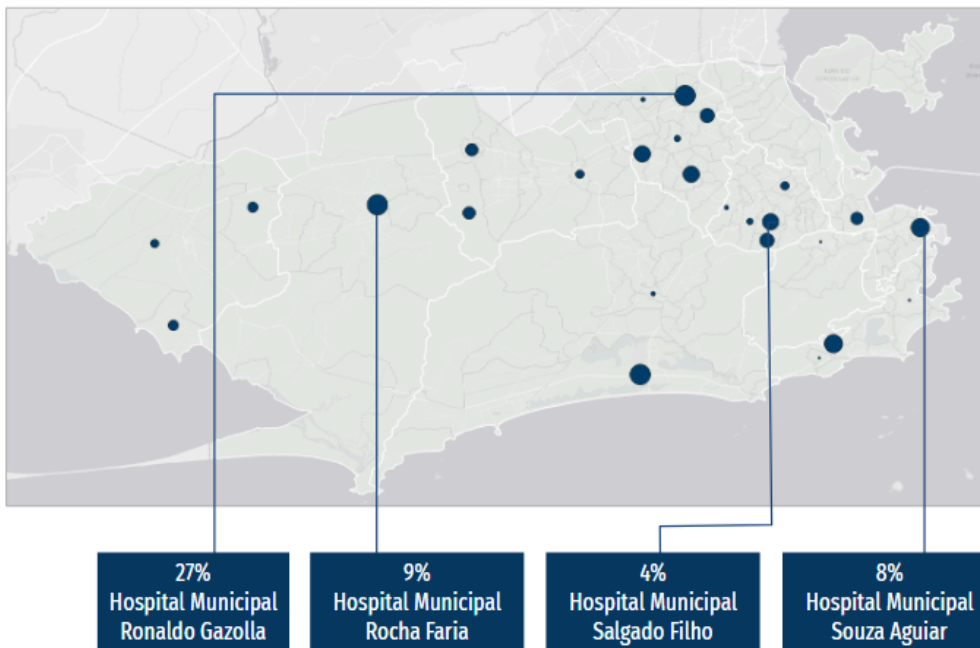 27%
Hospital Municipal
Ronaldo Gazolla
9%
Hospital Municipal
Rocha Faria
4%
Hospital Municipal
Salgado Filho
8%
Hospital Municipal
Souza Aguiar